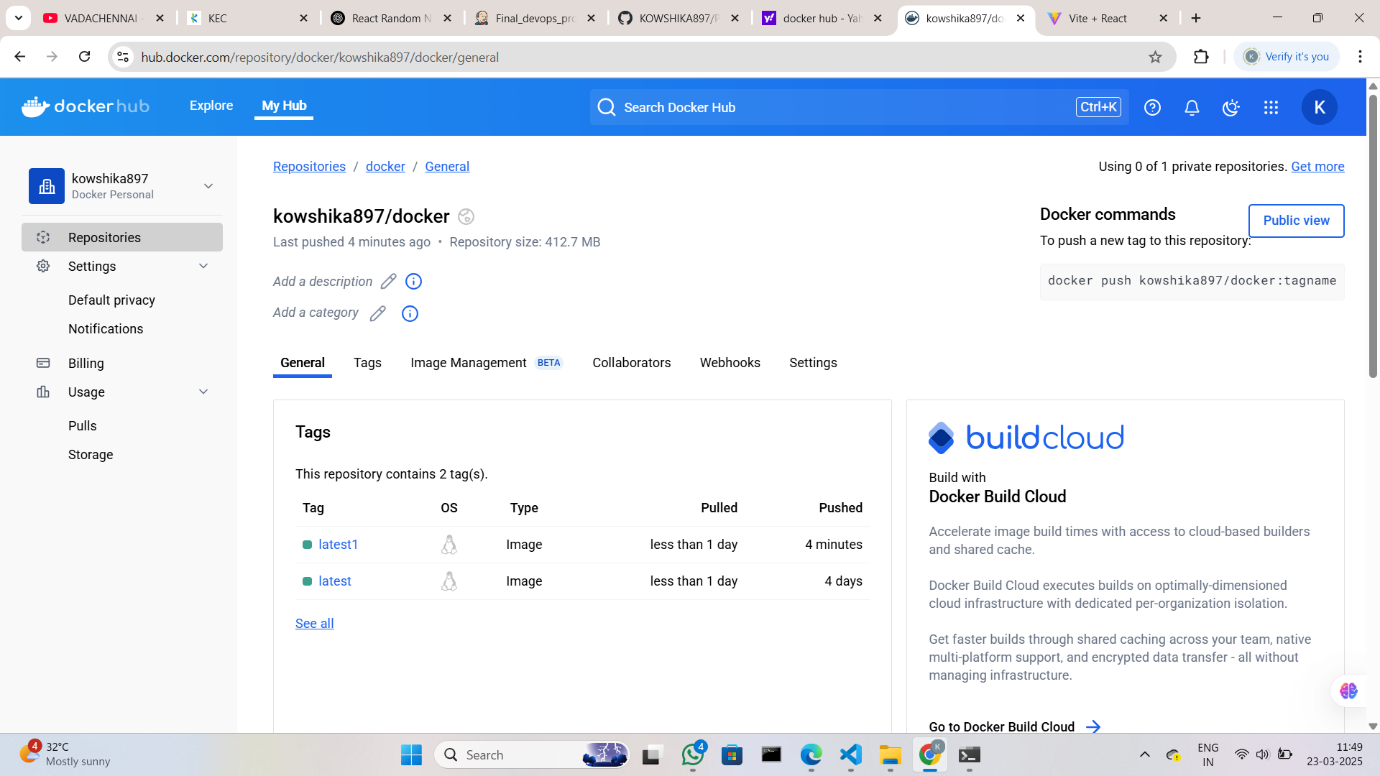 VADACHENNAI -
KEC
React Random N
Final_devops_pro
KOWSHIKA897/P
docker hub - Yah
kowshika897/do
Vite + React
hub.docker.com/repository/docker/kowshika897/docker/general
K
Verify it's you
dockerhub
Explore
My Hub
Search Docker Hub
Ctrl+K
K
kowshika897
Docker Personal
Repositories
Settings
Default privacy
Notifications
Billing
Usage
Pulls
Storage
Repositories / docker / General
Using 0 of 1 private repositories. Get more
kowshika897/docker
Last pushed 4 minutes ago • Repository size: 412.7 MB
Add a description
Add a category
Docker commands
Public view
To push a new tag to this repository:
docker push kowshika897/docker:tagname
General Tags Image Management BETA Collaborators Webhooks Settings
Tags
This repository contains 2 tag(s).
Tag OS Type Pulled Pushed
latest1 Image less than 1 day 4 minutes
latest Image less than 1 day 4 days
See all
buildcloud
Build with
Docker Build Cloud
Accelerate image build times with access to cloud-based builders
and shared cache.
Docker Build Cloud executes builds on optimally-dimensioned
cloud infrastructure with dedicated per-organization isolation.
Get faster builds through shared caching across your team, native
multi-platform support, and encrypted data transfer - all without
managing infrastructure.
Go to Docker Build Cloud
4
32°C
Mostly sunny
Search
4
K
ENG
IN
11:49
23-03-2025